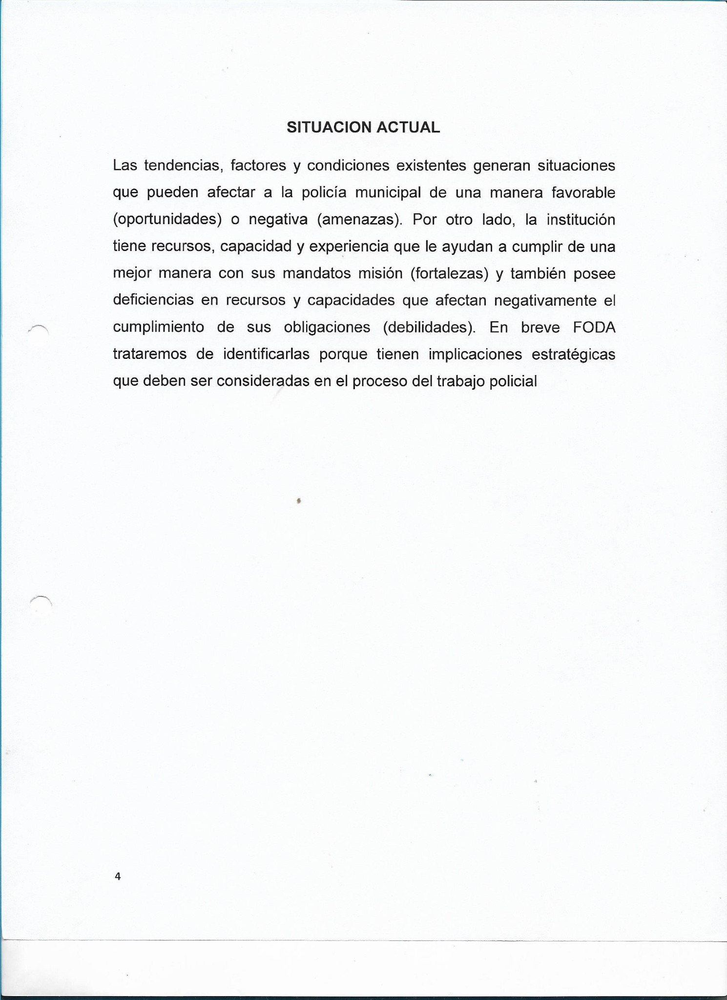 SITUACION ACTUAL
Las tendencias, factores y condiciones existentes generan situaciones
que pueden afectar a la policía municipal de una manera favorable
(oportunidades) o negativa (amenazas). Por otro lado, la institución
tiene recursos, capacidad y experiencia que le ayudan a cumplir de una
mejor manera con sus mandatos misión (fortalezas) y también posee
deficiencias en recursos y capacidades que afectan negativamente el
cumplimiento de sus obligaciones (debilidades). En breve FODA
trataremos de identificarlas porque tienen implicaciones estratégicas
que deben ser consideradas en el proceso del trabajo policial
4